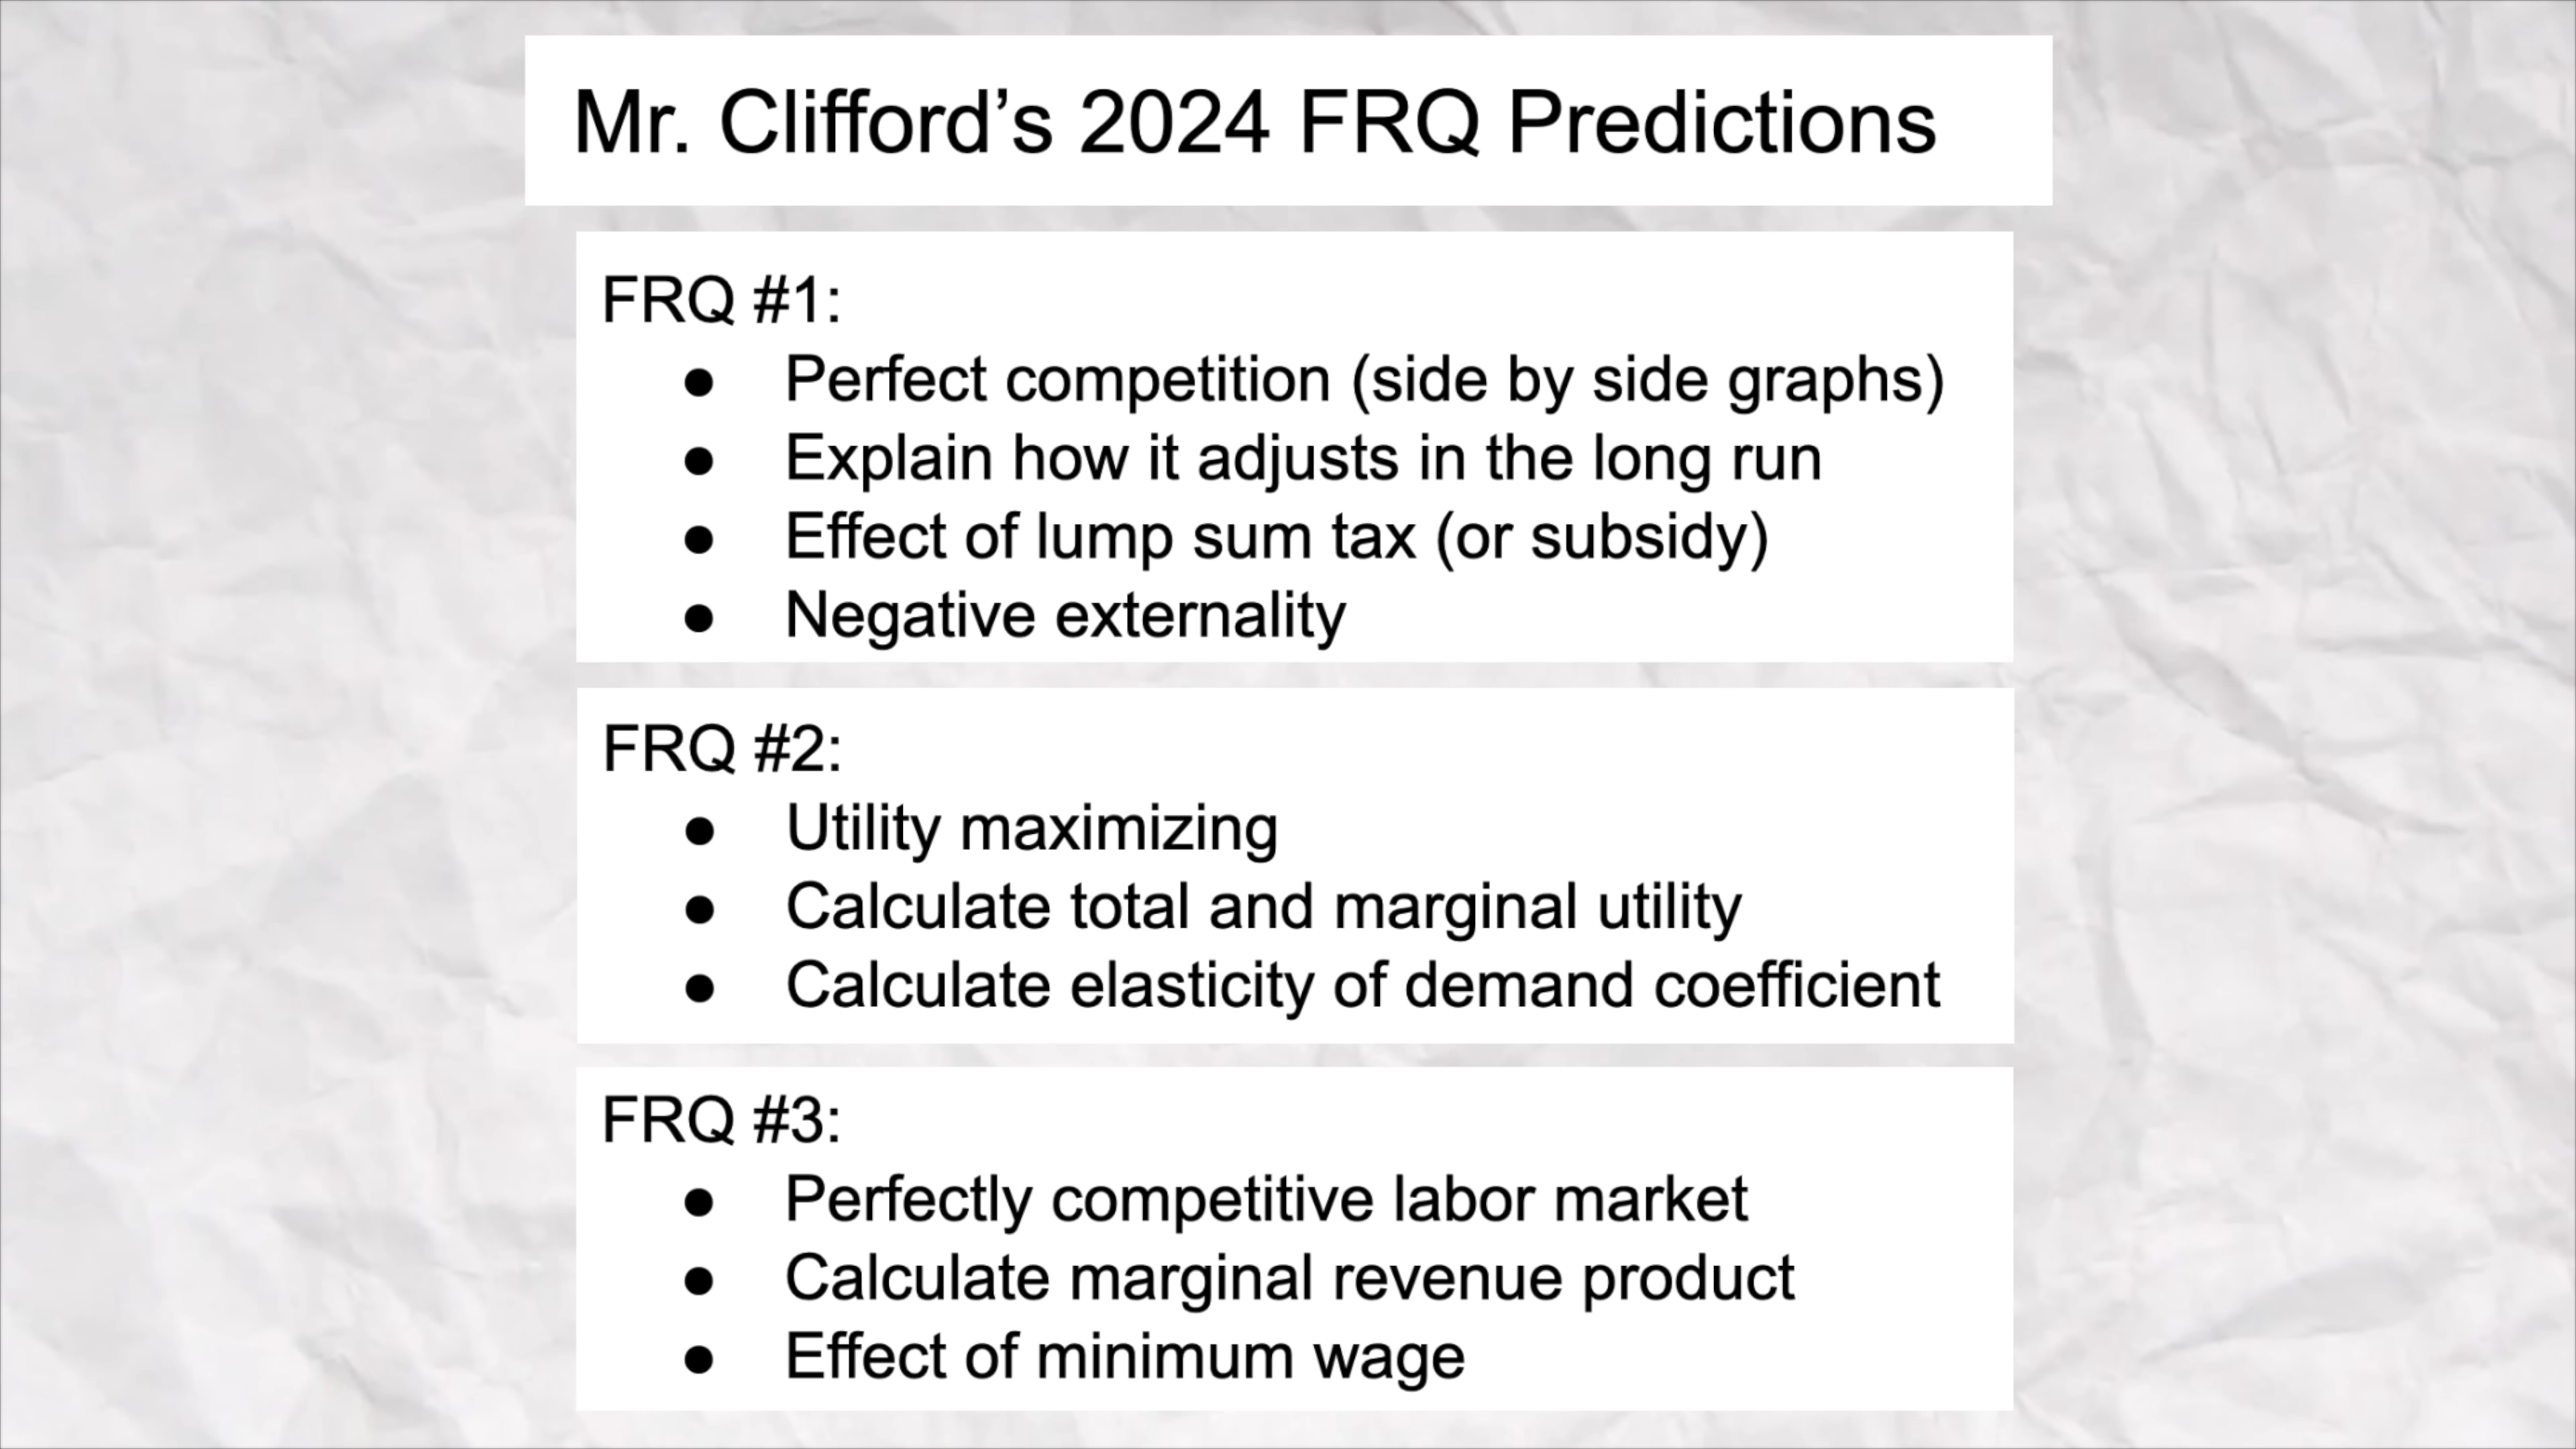 Mr. Clifford’s 2024 FRQ Predictions
FRQ #1:
● Perfect competition (side by side graphs)
● Explain how it adjusts in the long run
● Effect of lump sum tax (or subsidy)
● Negative externality
FRQ #2:
● Utility maximizing
● Calculate total and marginal utility
● Calculate elasticity of demand coefficient
FRQ #3:
● Perfectly competitive labor market
● Calculate marginal revenue product
● Effect of minimum wage